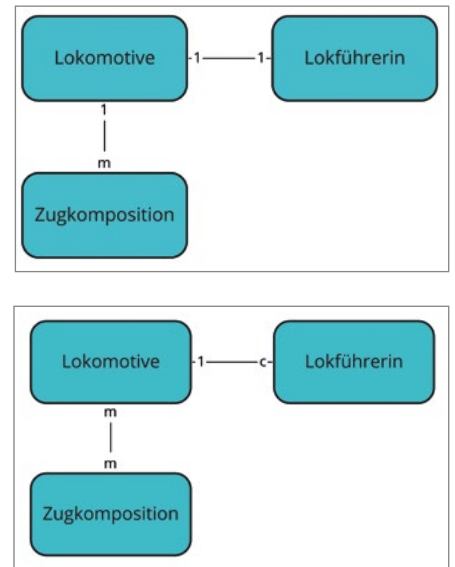 Lokomotive 1 1 Lokführerin
1
m
Zugkomposition
Lokomotive 1 c Lokführerin
m
m
Zugkomposition